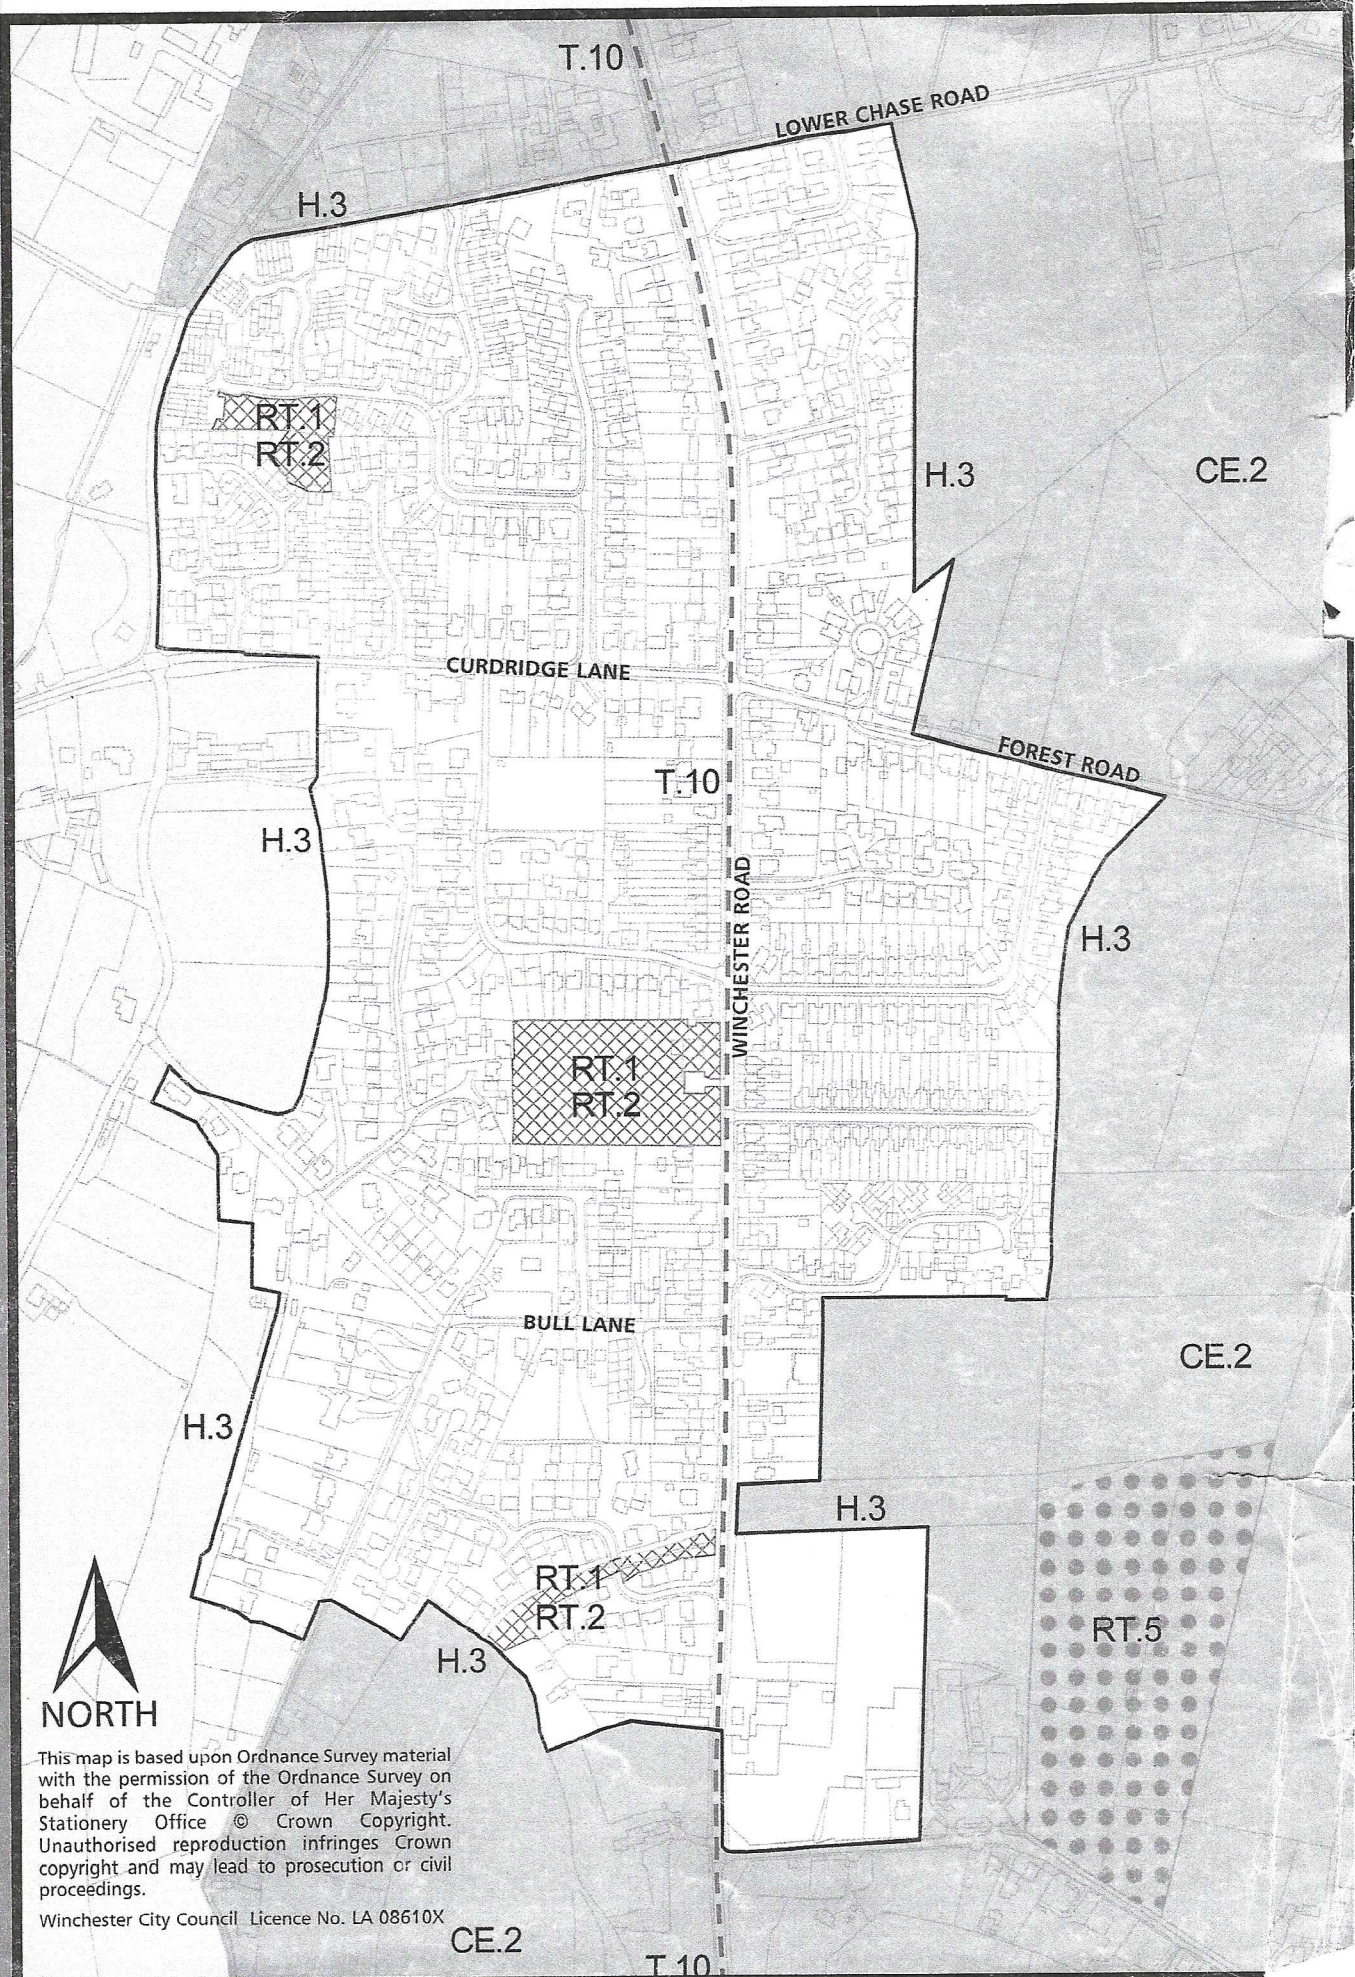 T.10
LOWER CHASE ROAD
H.3
RT.1
RT.2
H.3
CE.2
CURDRIDGE LANE
FOREST ROAD
T.10
H.3
WINCHESTER ROAD
H.3
RT.1
RT.2
BULL LANE
CE.2
H.3
H.3
RT.1
RT.2
RT.5
H.3
NORTH
This map is based upon Ordnance Survey material
with the permission of the Ordnance Survey on
behalf of the Controller of Her Majesty's
Stationery Office © Crown Copyright.
Unauthorised reproduction infringes Crown
copyright and may lead to prosecution or civil
proceedings.
Winchester City Council Licence No. LA 08610X
CE.2
T.10